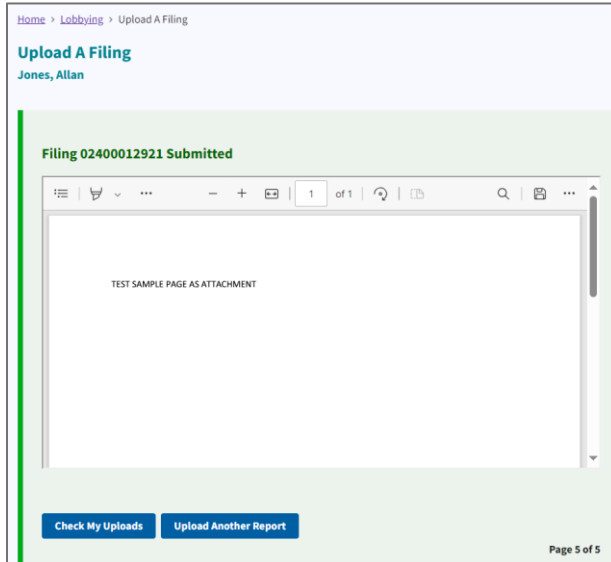 Home > Lobbying > Upload A Filing
Upload A Filing
Jones, Allan
Filing 02400012921 Submitted
1 of 1
TEST SAMPLE PAGE AS ATTACHMENT
Check My Uploads Upload Another Report
Page 5 of 5